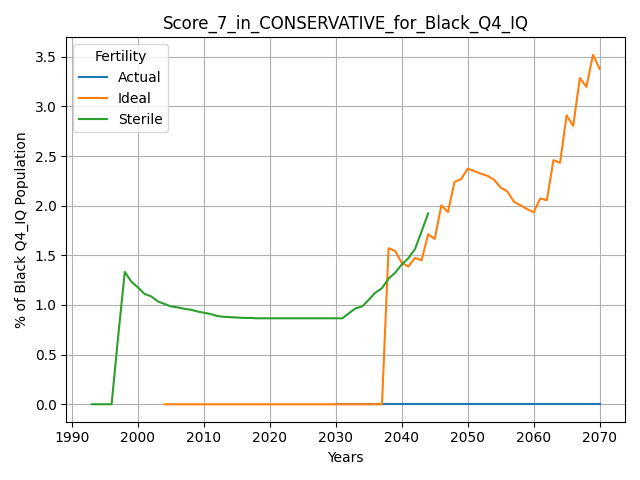 Score_7_in_CONSERVATIVE_for_Black_Q4_IQ
Fertility
Actual
Ideal
Sterile
% of Black Q4_IQ Population
3.5
3.0
2.5
2.0
1.5
1.0
0.5
0.0
1990 2000 2010 2020 2030 2040 2050 2060 2070
Years